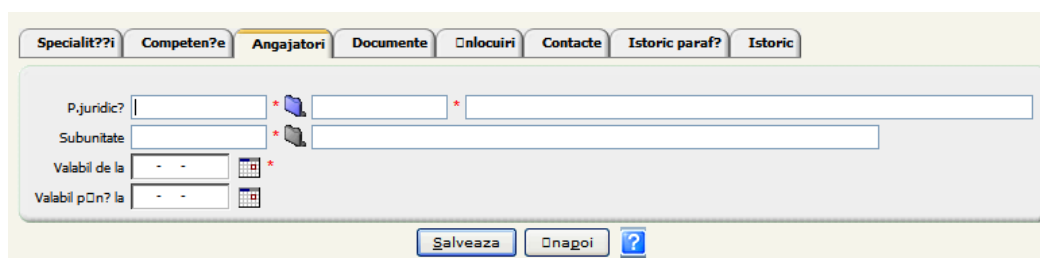 Specialit??i Competen?e Angajatori Documente □nlocuiri Contacte Istoric paraf? Istoric
P.juridic? * *
Subunitate *
Valabil de la - - *
Valabil p□n? la - -
Salveaza □napoi ?